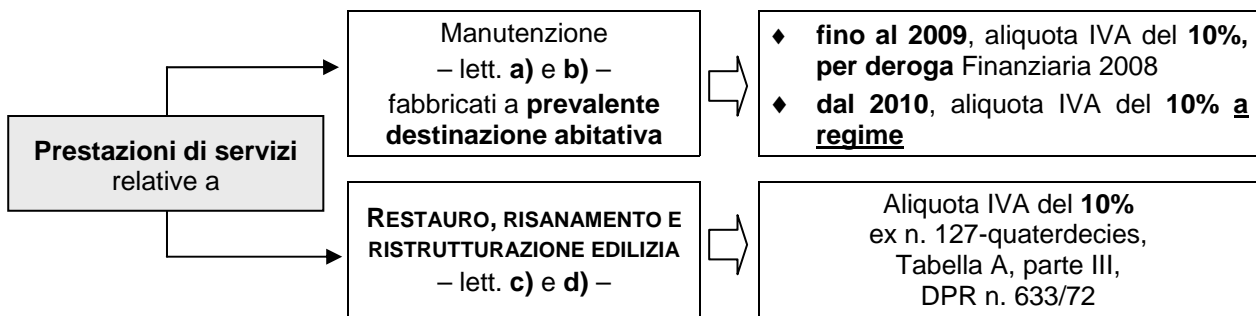 Prestazioni di servizi
relative a
Manutenzione
– lett. a) e b) –
fabbricati a prevalente
destinazione abitativa
♦ fino al 2009, aliquota IVA del 10%,
per deroga Finanziaria 2008
♦ dal 2010, aliquota IVA del 10% a
regime
RESTAURO, RISANAMENTO E
RISTRUTTURAZIONE EDILIZIA
– lett. c) e d) –
Aliquota IVA del 10%
ex n. 127-quaterdecies,
Tabella A, parte III,
DPR n. 633/72